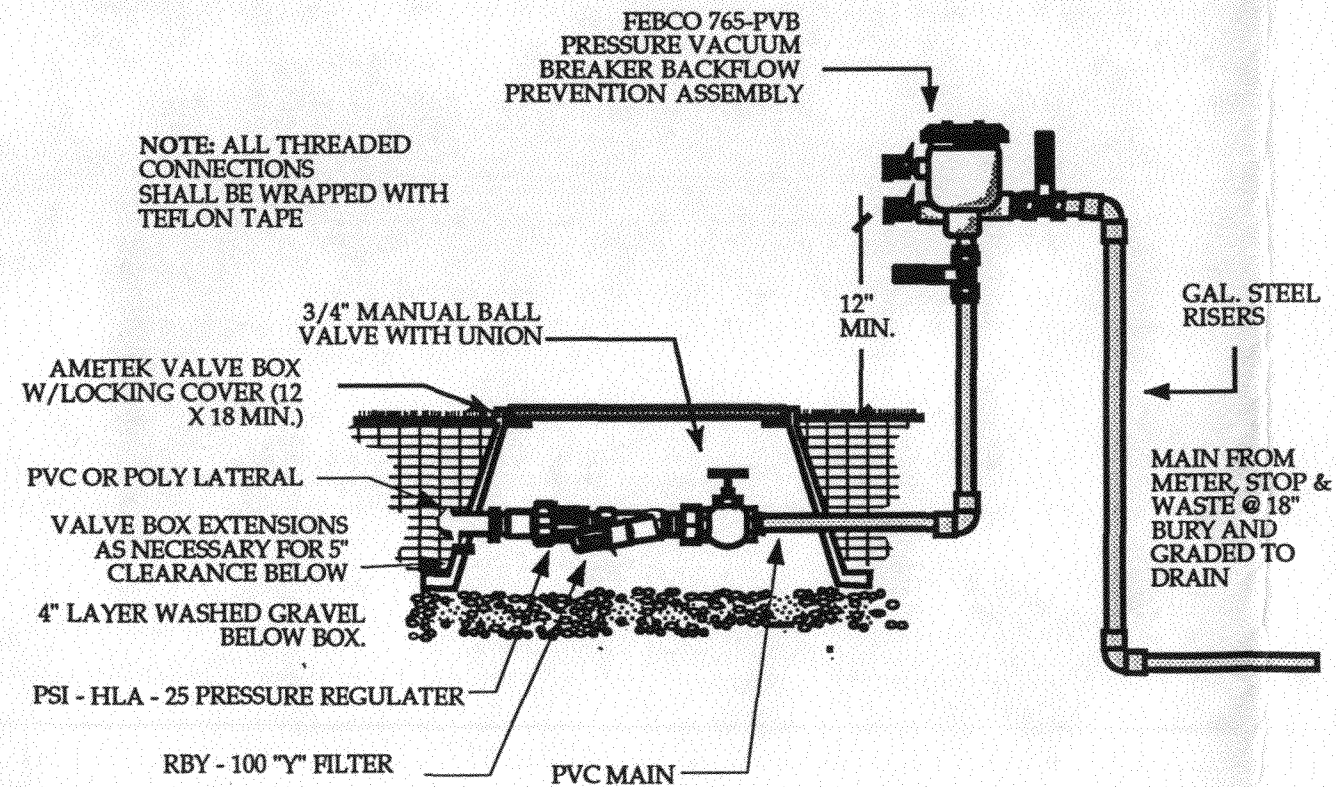 FEBCO 765-PVB
PRESSURE VACUUM
BREAKER BACKFLOW
PREVENTION ASSEMBLY
NOTE: ALL THREADED
CONNECTIONS
SHALL BE WRAPPED WITH
TEFLON TAPE
3/4" MANUAL BALL
VALVE WITH UNION
12"
MIN.
GAL. STEEL
RISERS
AMETEK VALVE BOX
W/LOCKING COVER (12
X 18 MIN.)
PVC OR POLY LATERAL
VALVE BOX EXTENSIONS
AS NECESSARY FOR 5"
CLEARANCE BELOW
4" LAYER WASHED GRAVEL
BELOW BOX.
MAIN FROM
METER, STOP &
WASTE @ 18"
BURY AND
GRADED TO
DRAIN
PSI - HLA - 25 PRESSURE REGULATER
RBY - 100 "Y" FILTER
PVC MAIN